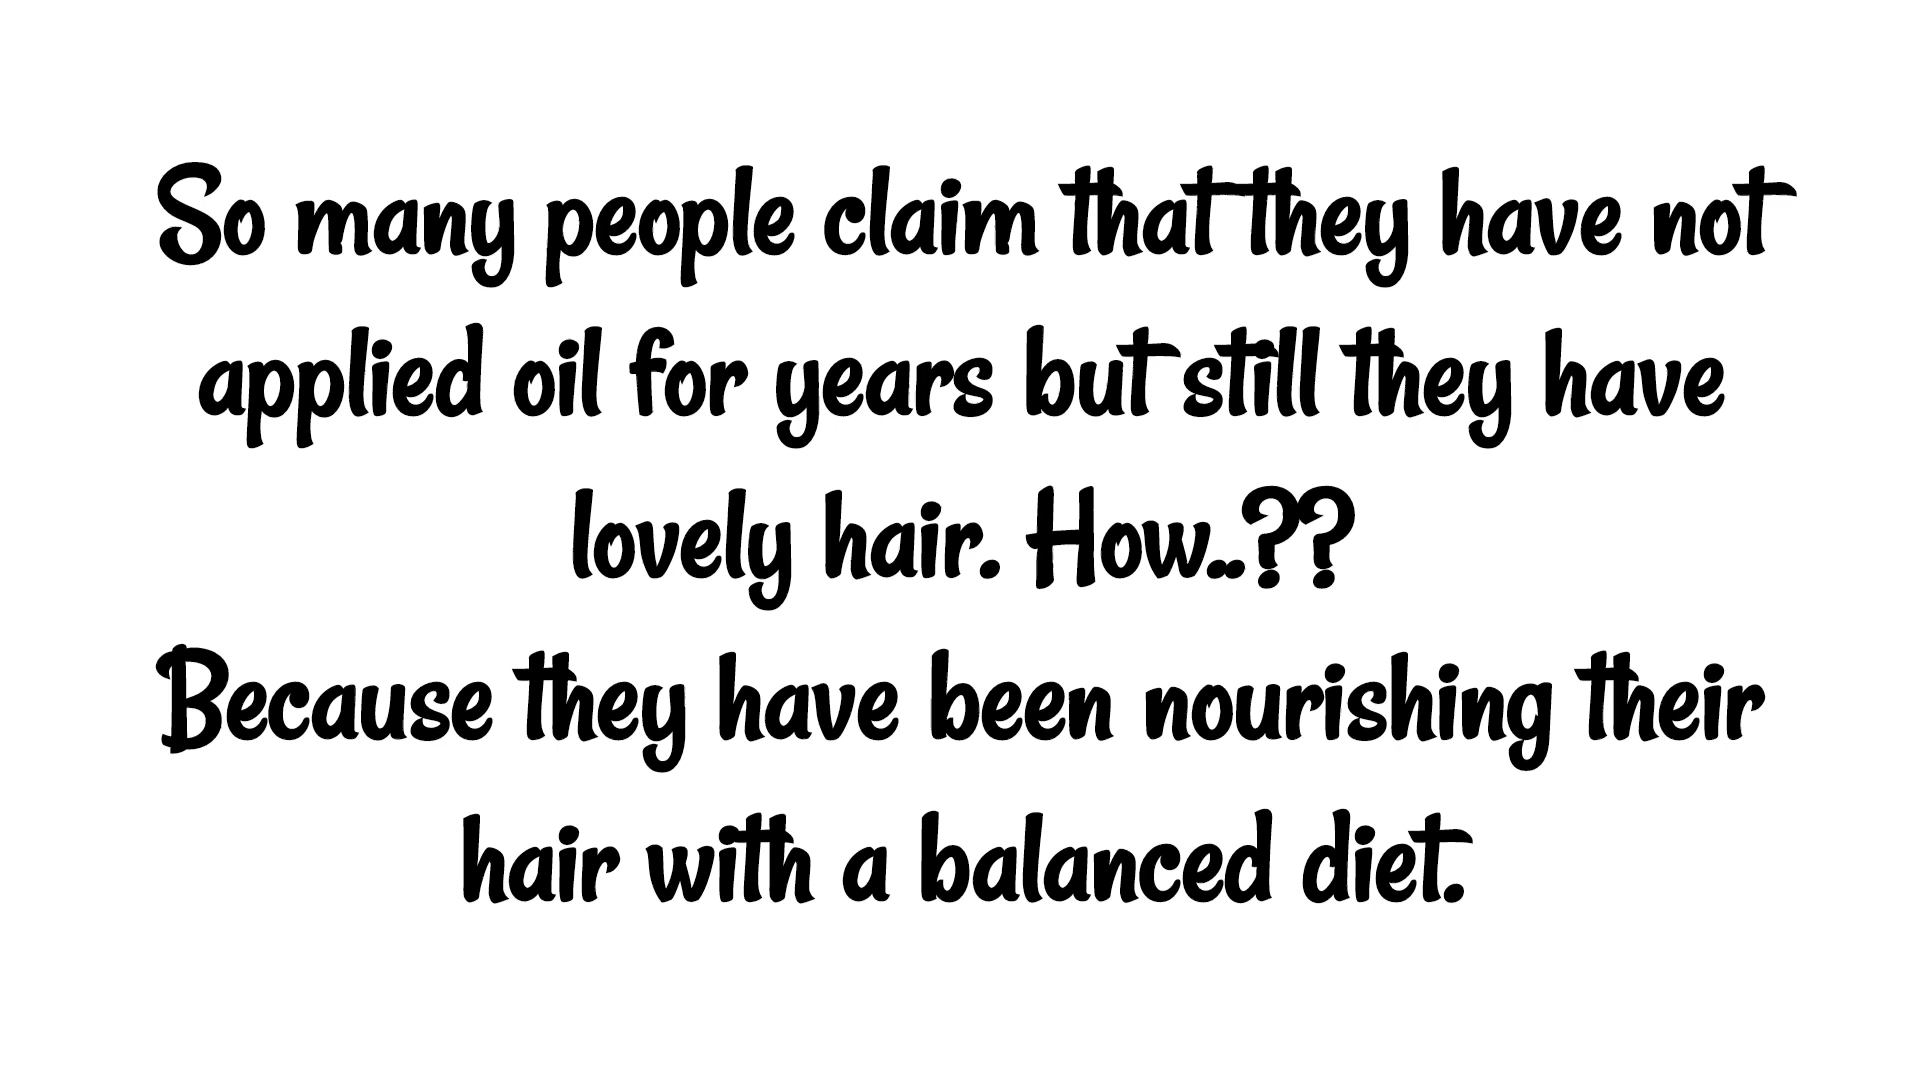 So many people claim that they have not
applied oil for years but still they have
lovely hair. How..??
Because they have been nourishing their
hair with a balanced diet.